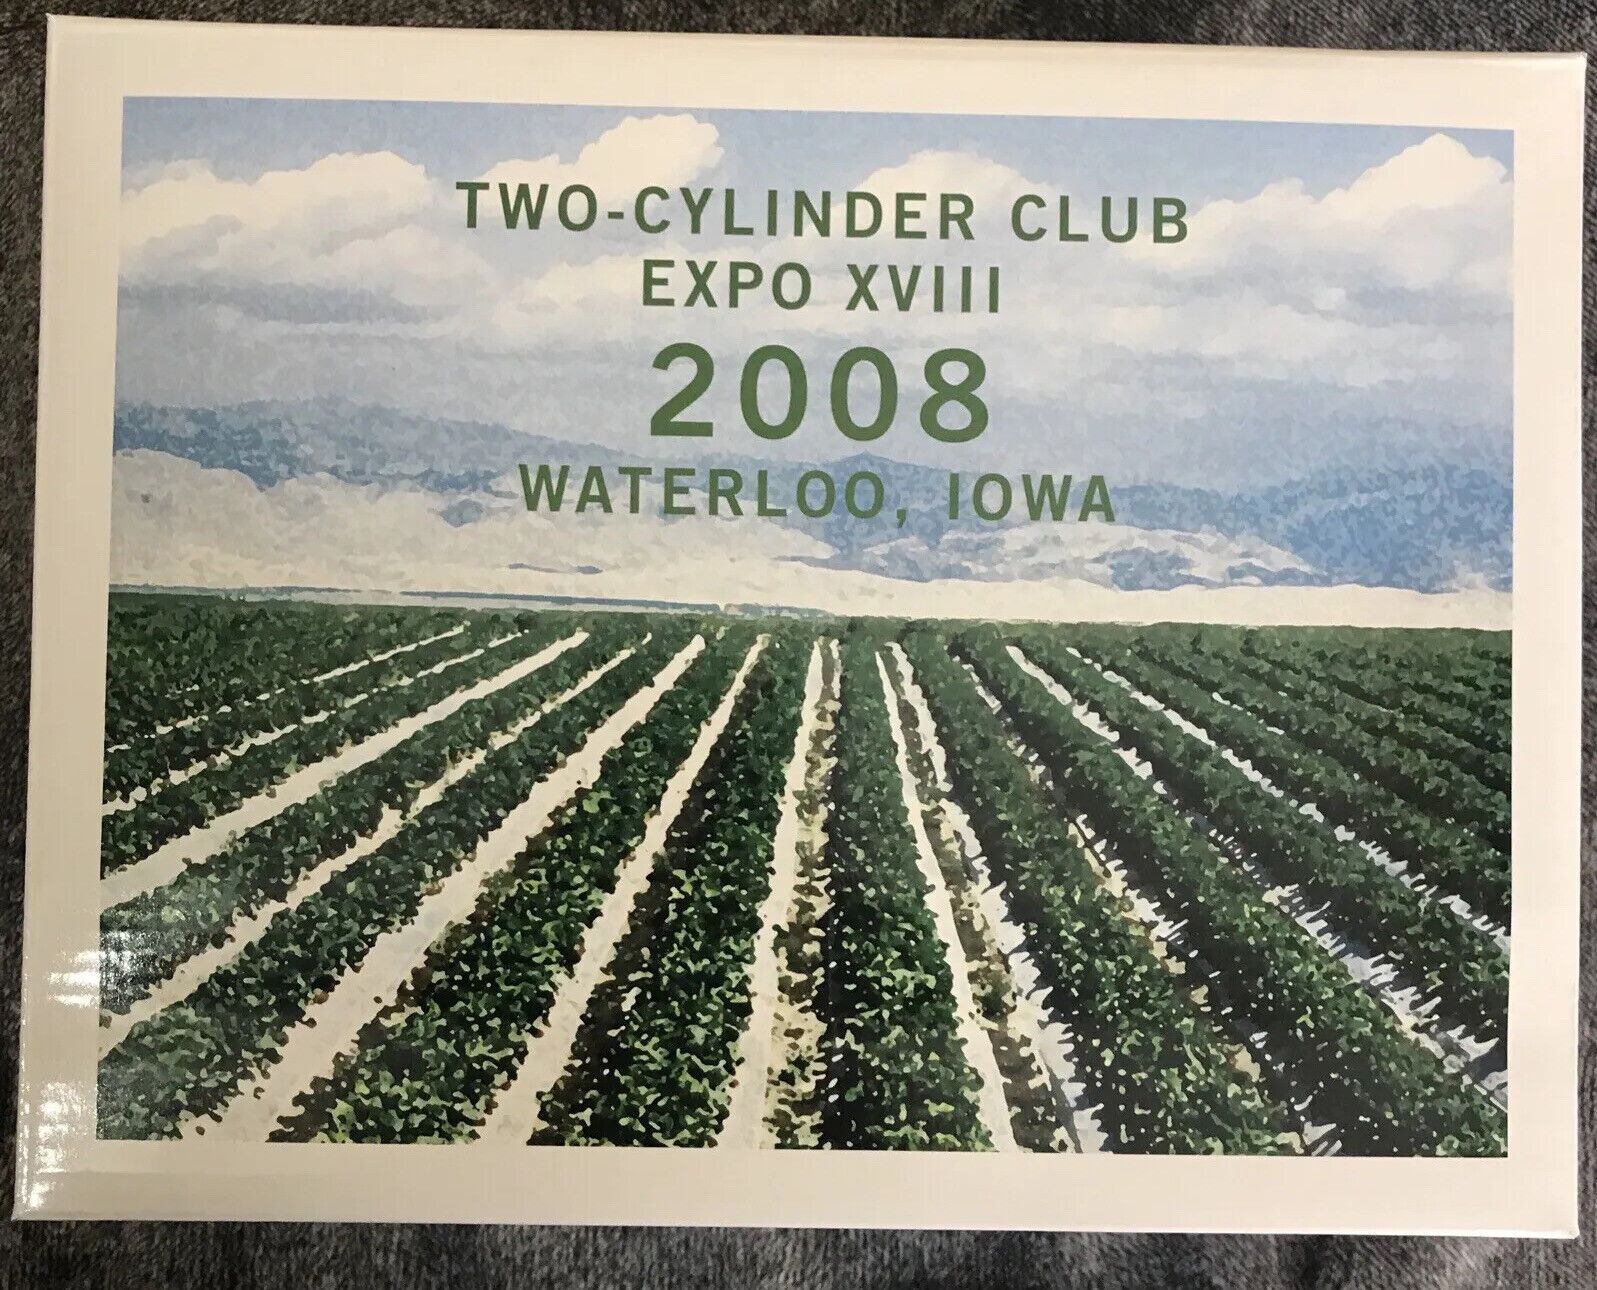 TWO-CYLINDER CLUB
EXPO XVIII
2008
WATERLOO, IOWA